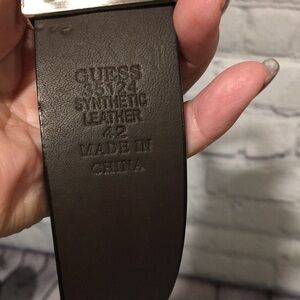 GUESS
35124
SYNTHETIC
LEATHER
42
MADE IN
CHINA